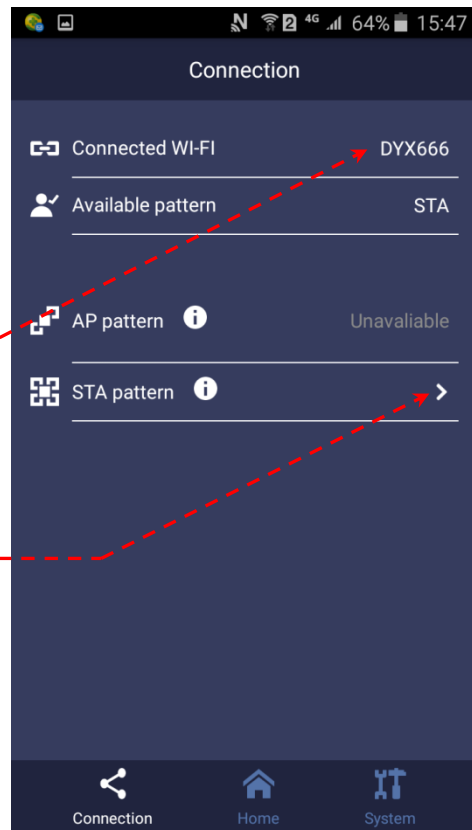 2 4G 64% 15:47
Connection
Connected WI-FI DYX666
Available pattern STA
AP pattern i Unavaliable
STA pattern i
Connection Home System